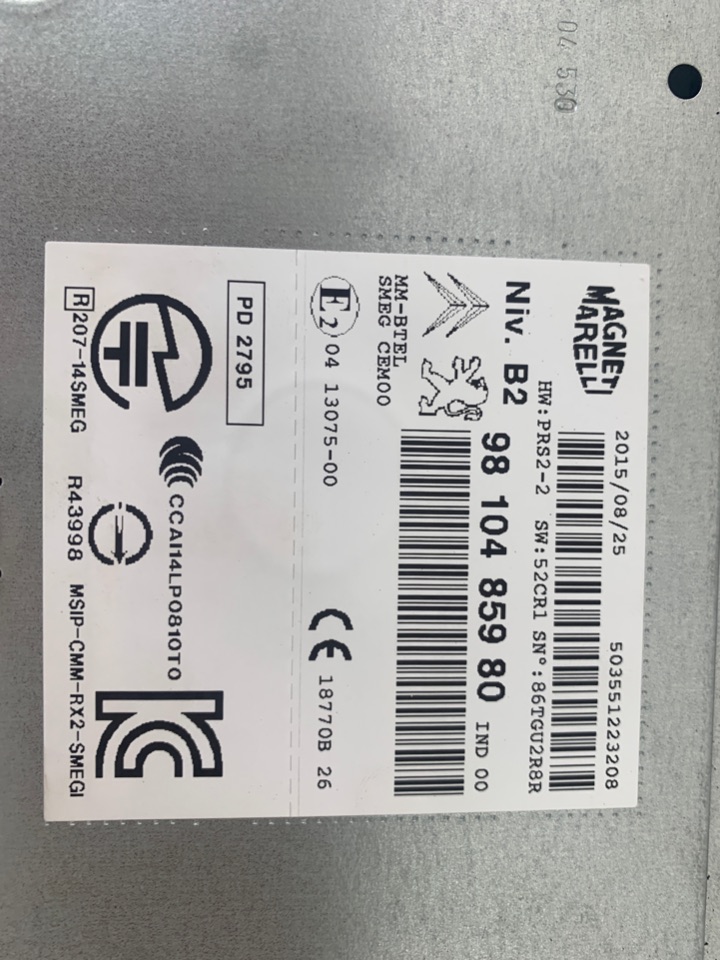 04 530
MAGNETI
MARELLI
2015/08/25 503551223208
HW:PRS2-2 SW:52CR1 SN°:86TGU2R8R
Niv. B2 98 104 859 80 IND 00
MM-BTEL
SMEG CEM00
E2 04 13075-00 CE 18770B 26
PD 2795
CCAI14LP0810T0
R 207-14SMEG R43998 MSIP-CMM-RX2-SMEGI